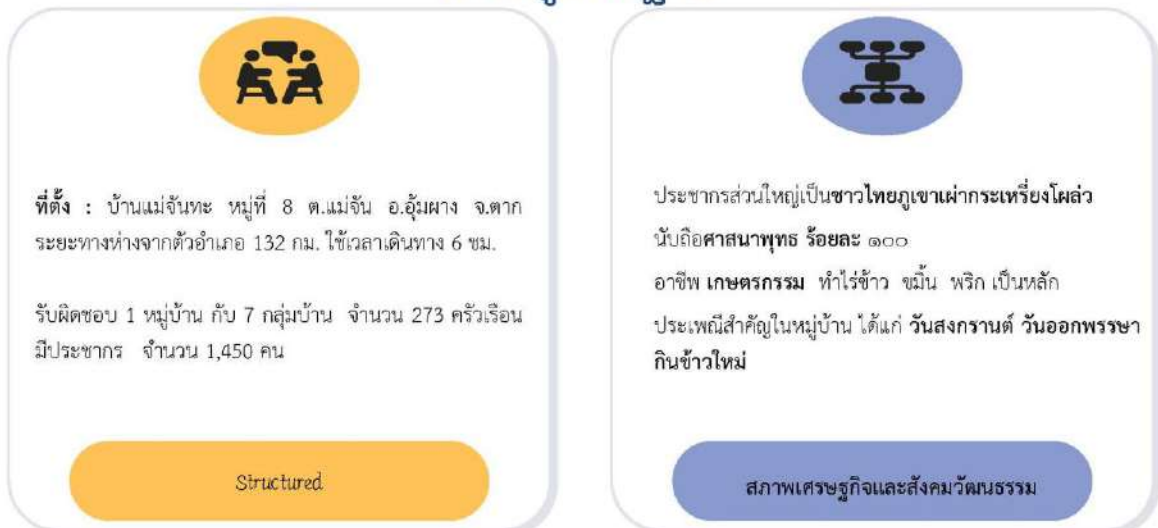 ที่ตั้ง : บ้านแม่จันทะ หมู่ที่ 8 ต.แม่จัน อ.อุ้มผาง จ.ตาก
ระยะทางห่างจากตัวอำเภอ 132 กม. ใช้เวลาเดินทาง 6 ชม.
รับผิดชอบ 1 หมู่บ้าน กับ 7 กลุ่มบ้าน จำนวน 273 ครัวเรือน
มีประชากร จำนวน 1,450 คน
Structured
ประชากรส่วนใหญ่เป็นชาวไทยภูเขาเผ่ากระเหรี่ยงโผล่ว
นับถือศาสนาพุทธ ร้อยละ ๑๐๐
อาชีพ เกษตรกรรม ทำไร่ข้าว ขมิ้น พริก เป็นหลัก
ประเพณีสำคัญในหมู่บ้าน ได้แก่ วันสงกรานต์ วันออกพรรษา
กินข้าวใหม่
สภาพเศรษฐกิจและสังคมวัฒนธรรม